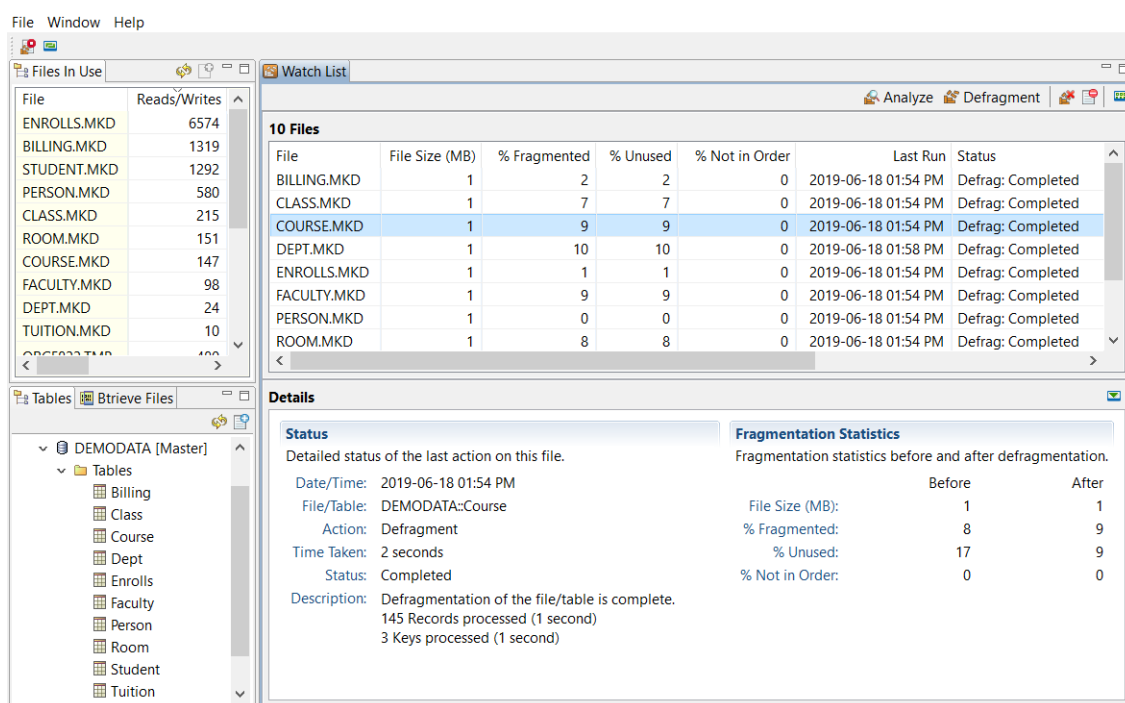 File Window Help
Files In Use
File Reads/Writes
ENROLLS.MKD 6574
BILLING.MKD 1319
STUDENT.MKD 1292
PERSON.MKD 580
CLASS.MKD 215
ROOM.MKD 151
COURSE.MKD 147
FACULTY.MKD 98
DEPT.MKD 24
TUITION.MKD 10
Tables Btrieve Files
DEMODATA [Master]
Tables
Billing
Class
Course
Dept
Enrolls
Faculty
Person
Room
Student
Tuition
Watch List
Analyze Defragment
10 Files
File File Size (MB) % Fragmented % Unused % Not in Order Last Run Status
BILLING.MKD 1 2 2 0 2019-06-18 01:54 PM Defrag: Completed
CLASS.MKD 1 7 7 0 2019-06-18 01:54 PM Defrag: Completed
COURSE.MKD 1 9 9 0 2019-06-18 01:54 PM Defrag: Completed
DEPT.MKD 1 10 10 0 2019-06-18 01:58 PM Defrag: Completed
ENROLLS.MKD 1 1 1 0 2019-06-18 01:54 PM Defrag: Completed
FACULTY.MKD 1 9 9 0 2019-06-18 01:54 PM Defrag: Completed
PERSON.MKD 1 0 0 0 2019-06-18 01:54 PM Defrag: Completed
ROOM.MKD 1 8 8 0 2019-06-18 01:54 PM Defrag: Completed
Details
Status
Detailed status of the last action on this file.
Date/Time: 2019-06-18 01:54 PM
File/Table: DEMODATA::Course
Action: Defragment
Time Taken: 2 seconds
Status: Completed
Description: Defragmentation of the file/table is complete.
145 Records processed (1 second)
3 Keys processed (1 second)
Fragmentation Statistics
Fragmentation statistics before and after defragmentation.
Before After
File Size (MB): 1 1
% Fragmented: 8 9
% Unused: 17 9
% Not in Order: 0 0